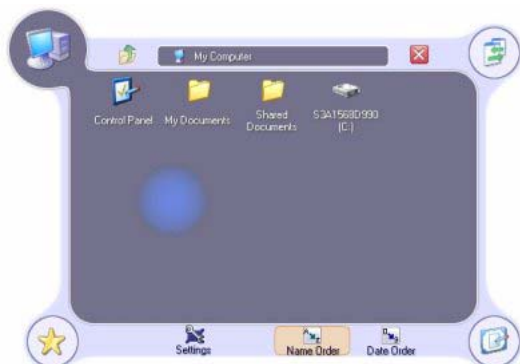 My Computer
Control Panel
My Documents
Shared
Documents
S3A1568D990
(C:)
Settings
Name Order
Date Order